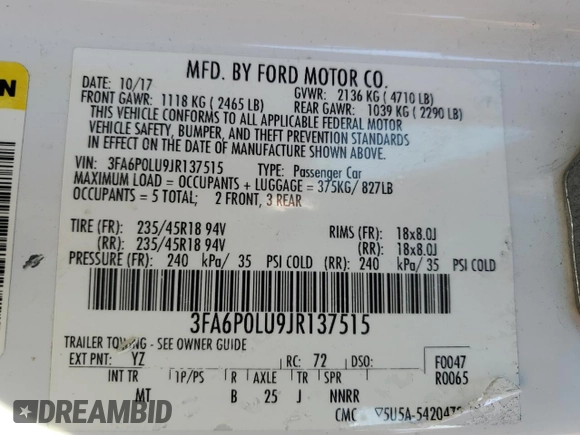 MFD. BY FORD MOTOR CO.
DATE: 10/17 GVWR: 2136 KG ( 4710 LB)
FRONT GAWR: 1118 KG ( 2465 LB) REAR GAWR: 1039 KG ( 2290 LB)
THIS VEHICLE CONFORMS TO ALL APPLICABLE FEDERAL MOTOR
VEHICLE SAFETY, BUMPER, AND THEFT PREVENTION STANDARDS
IN EFFECT ON THE DATE OF MANUFACTURE SHOWN ABOVE.
VIN: 3FA6P0LU9JR137515 TYPE: Passenger Car
MAXIMUM LOAD = OCCUPANTS + LUGGAGE = 375KG/ 827LB
OCCUPANTS = 5 TOTAL; 2 FRONT, 3 REAR
TIRE (FR): 235/45R18 94V RIMS (FR): 18x8.0J
(RR): 235/45R18 94V (RR): 18x8.0J
PRESSURE (FR): 240 kPa/ 35 PSI COLD (RR): 240 kPa/ 35 PSI COLD
3FA6P0LU9JR137515
TRAILER TOWING - SEE OWNER GUIDE
EXT PNT: YZ RC: 72 DSO: F0047
R0065
INT TR 1P/PS R AXLE TR SPR
MT B 25 J NNRR
CMC
DREAMBID